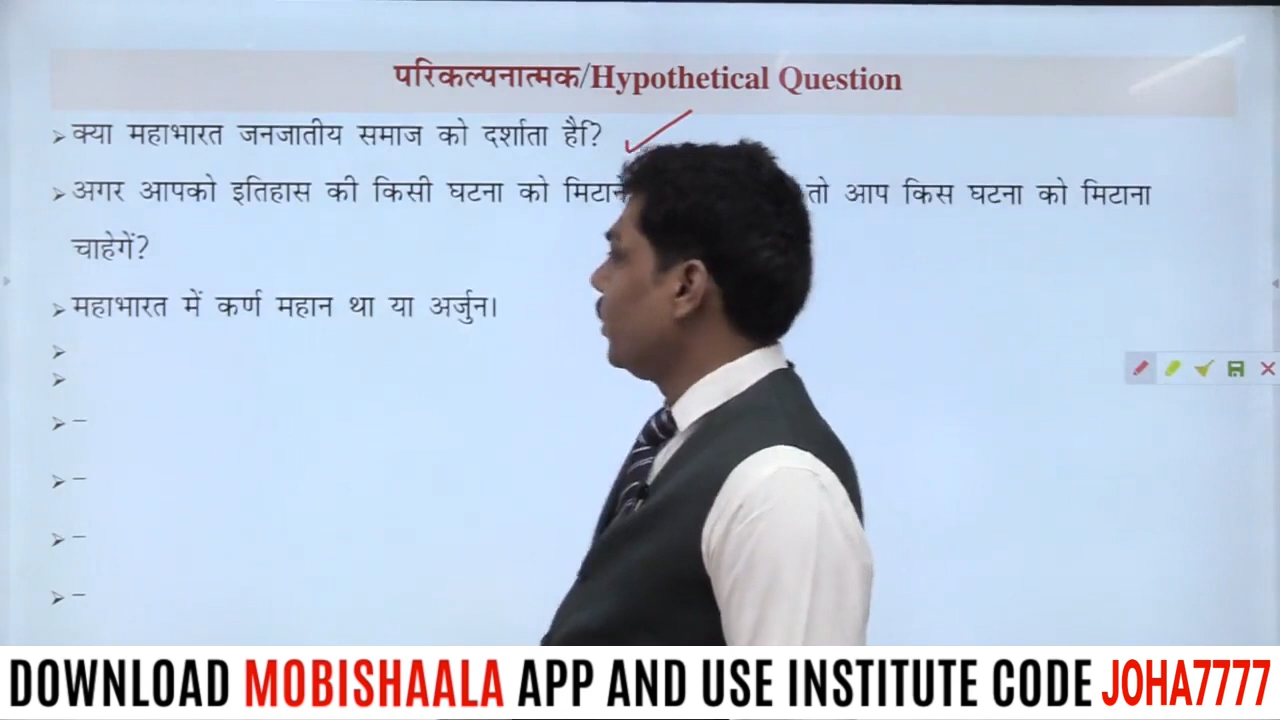 परिकल्पनात्मक/Hypothetical Question
क्या महाभारत जनजातीय समाज को दर्शाता है?
अगर आपको इतिहास की किसी घटना को तो आप किस घटना को मिटाना
चाहेगें?
महाभारत में कर्ण महान था या अर्जुन।
DOWNLOAD MOBISHAALA APP AND USE INSTITUTE CODE JOHA7777